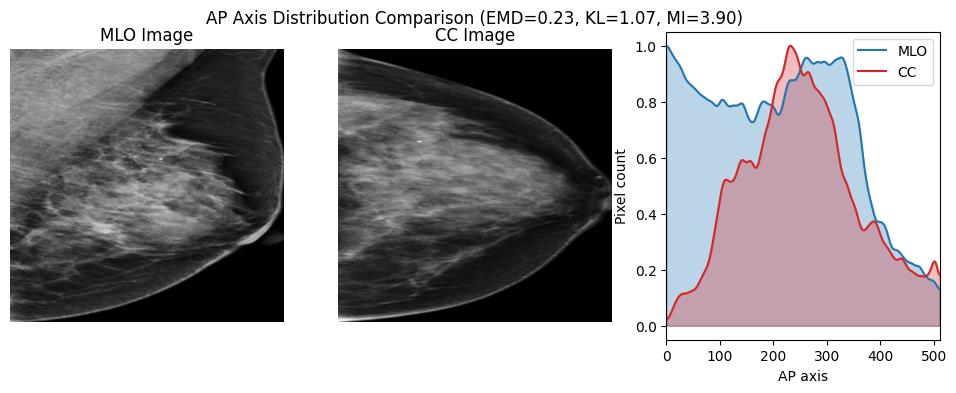 AP Axis Distribution Comparison (EMD=0.23, KL=1.07, MI=3.90)
MLO Image
CC Image
MLO
CC
Pixel count
1.0
0.8
0.6
0.4
0.2
0.0
0 100 200 300 400 500
AP axis